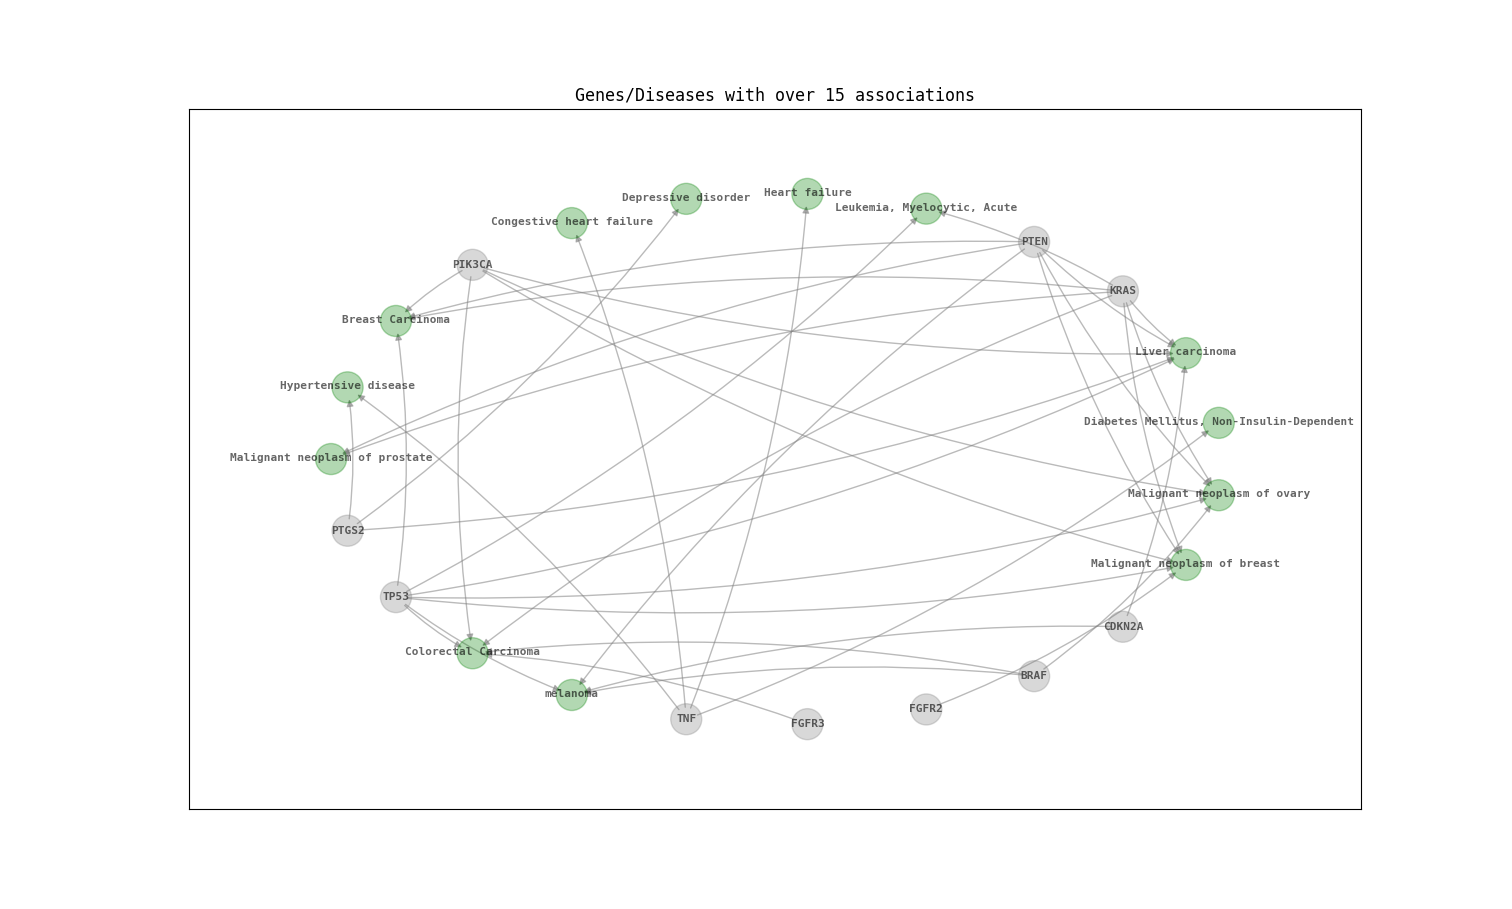 Genes/Diseases with over 15 associations
Heart failure
Depressive disorder
Leukemia, Myelocytic, Acute
Congestive heart failure
PTEN
PIK3CA
KRAS
Breast Carcinoma
Liver carcinoma
Hypertensive disease
Diabetes Mellitus, Non-Insulin-Dependent
Malignant neoplasm of prostate
Malignant neoplasm of ovary
PTGS2
Malignant neoplasm of breast
TP53
CDKN2A
Colorectal Carcinoma
BRAF
melanoma
FGFR2
TNF
FGFR3